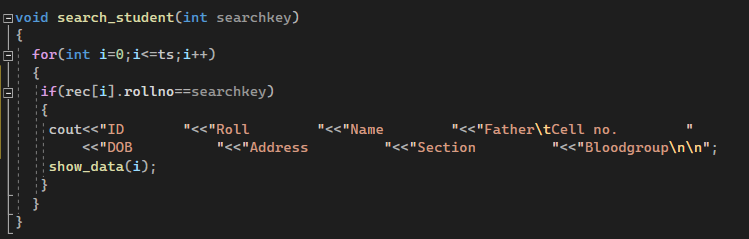 void search_student(int searchkey)
{
for(int i=0;i<=ts;i++)
{
if(rec[i].rollno==searchkey)
{
cout<<"ID       "<<"Roll        "<<"Name        "<<"Father\tCell no.        "
<<"DOB          "<<"Address         "<<"Section         "<<"Bloodgroup\n\n";
show_data(i);
}
}
}